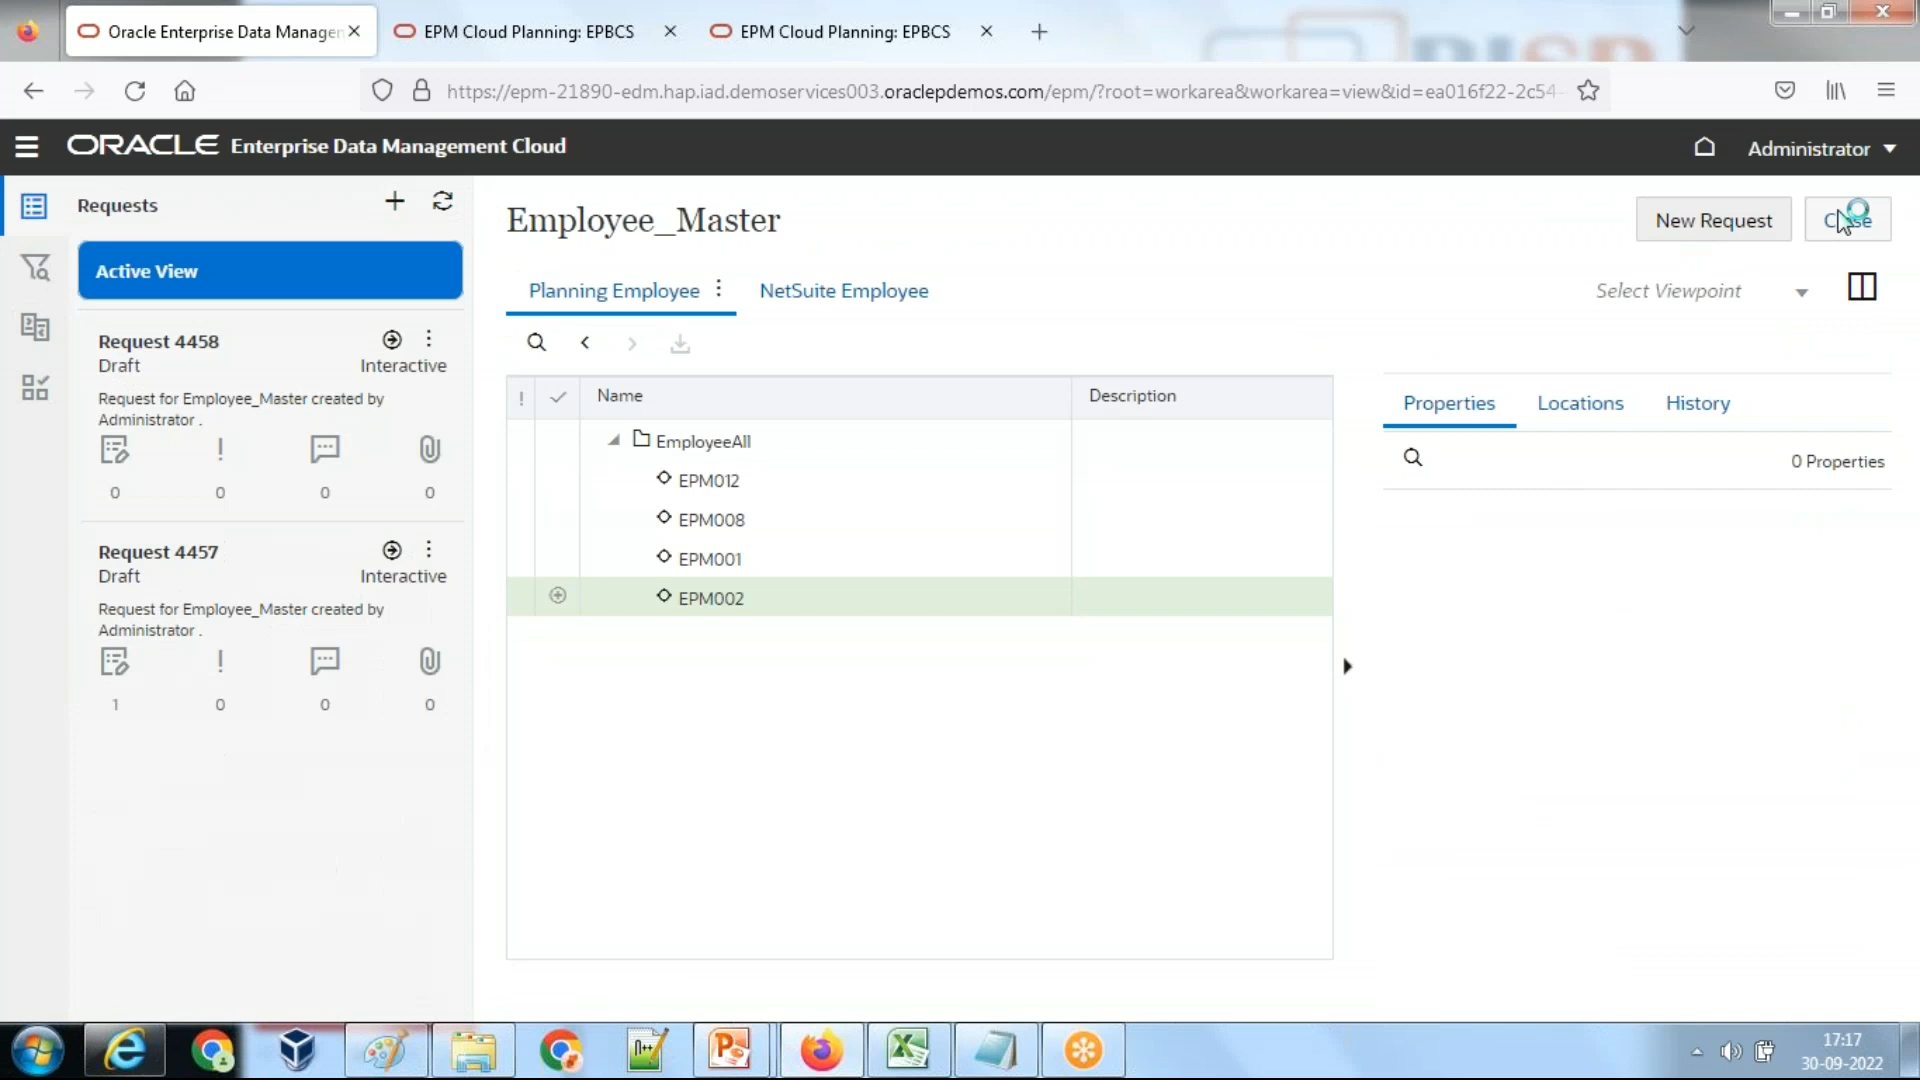 Oracle Enterprise Data Manager
EPM Cloud Planning: EPBCS
EPM Cloud Planning: EPBCS
https://epm-21890-edm.hap.iad.demoservices003.oraclepdemos.com/epm/?root=workarea&workarea=view&id=ea016f22-2c54-
ORACLE Enterprise Data Management Cloud
Administrator
Requests
Active View
Request 4458
Draft
Interactive
Request for Employee_Master created by
Administrator .
0 0 0 0
Request 4457
Draft
Interactive
Request for Employee_Master created by
Administrator .
1 0 0 0
Employee_Master
New Request
Close
Planning Employee
NetSuite Employee
Select Viewpoint
! Name Description
EmployeeAll
EPM012
EPM008
EPM001
EPM002
Properties Locations History
0 Properties
17:17
30-09-2022